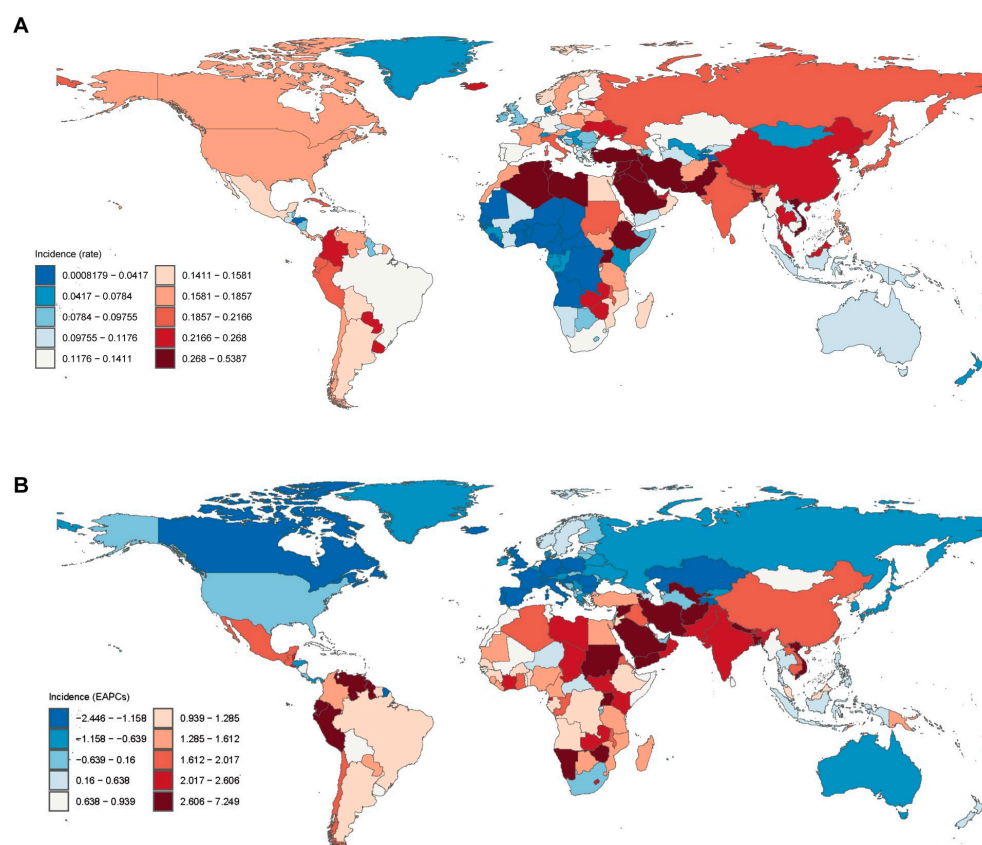 A
Incidence (rate)
0.0008179 – 0.0417
0.0417 – 0.0784
0.0784 – 0.09755
0.09755 – 0.1176
0.1176 – 0.1411
0.1411 – 0.1581
0.1581 – 0.1857
0.1857 – 0.2166
0.2166 – 0.268
0.268 – 0.5387
B
Incidence (EAPCs)
−2.446 – −1.158
−1.158 – −0.639
−0.639 – 0.16
0.16 – 0.638
0.638 – 0.939
0.939 – 1.285
1.285 – 1.612
1.612 – 2.017
2.017 – 2.606
2.606 – 7.249